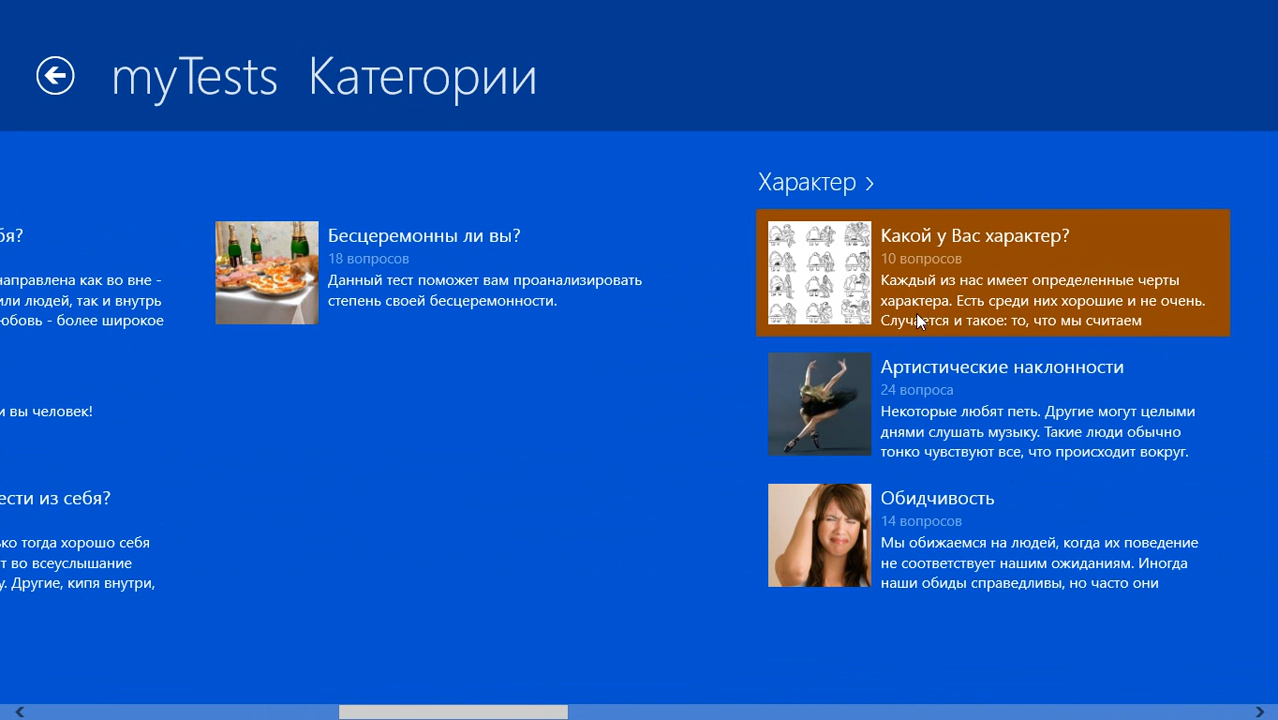 myTests Категории
бя?
направлена как во вне -
или людей, так и внутрь
юбовь - более широкое
и вы человек!
ести из себя?
ко тогда хорошо себя
т во всеуслышание
у. Другие, кипя внутри,
Бесцеремонны ли вы?
18 вопросов
Данный тест поможет вам проанализировать
степень своей бесцеремонности.
Характер
Какой у Вас характер?
10 вопросов
Каждый из нас имеет определенные черты
характера. Есть среди них хорошие и не очень.
Случается и такое: то, что мы считаем
Артистические наклонности
24 вопроса
Некоторые любят петь. Другие могут целыми
днями слушать музыку. Такие люди обычно
тонко чувствуют все, что происходит вокруг.
Обидчивость
14 вопросов
Мы обижаемся на людей, когда их поведение
не соответствует нашим ожиданиям. Иногда
наши обиды справедливы, но часто они